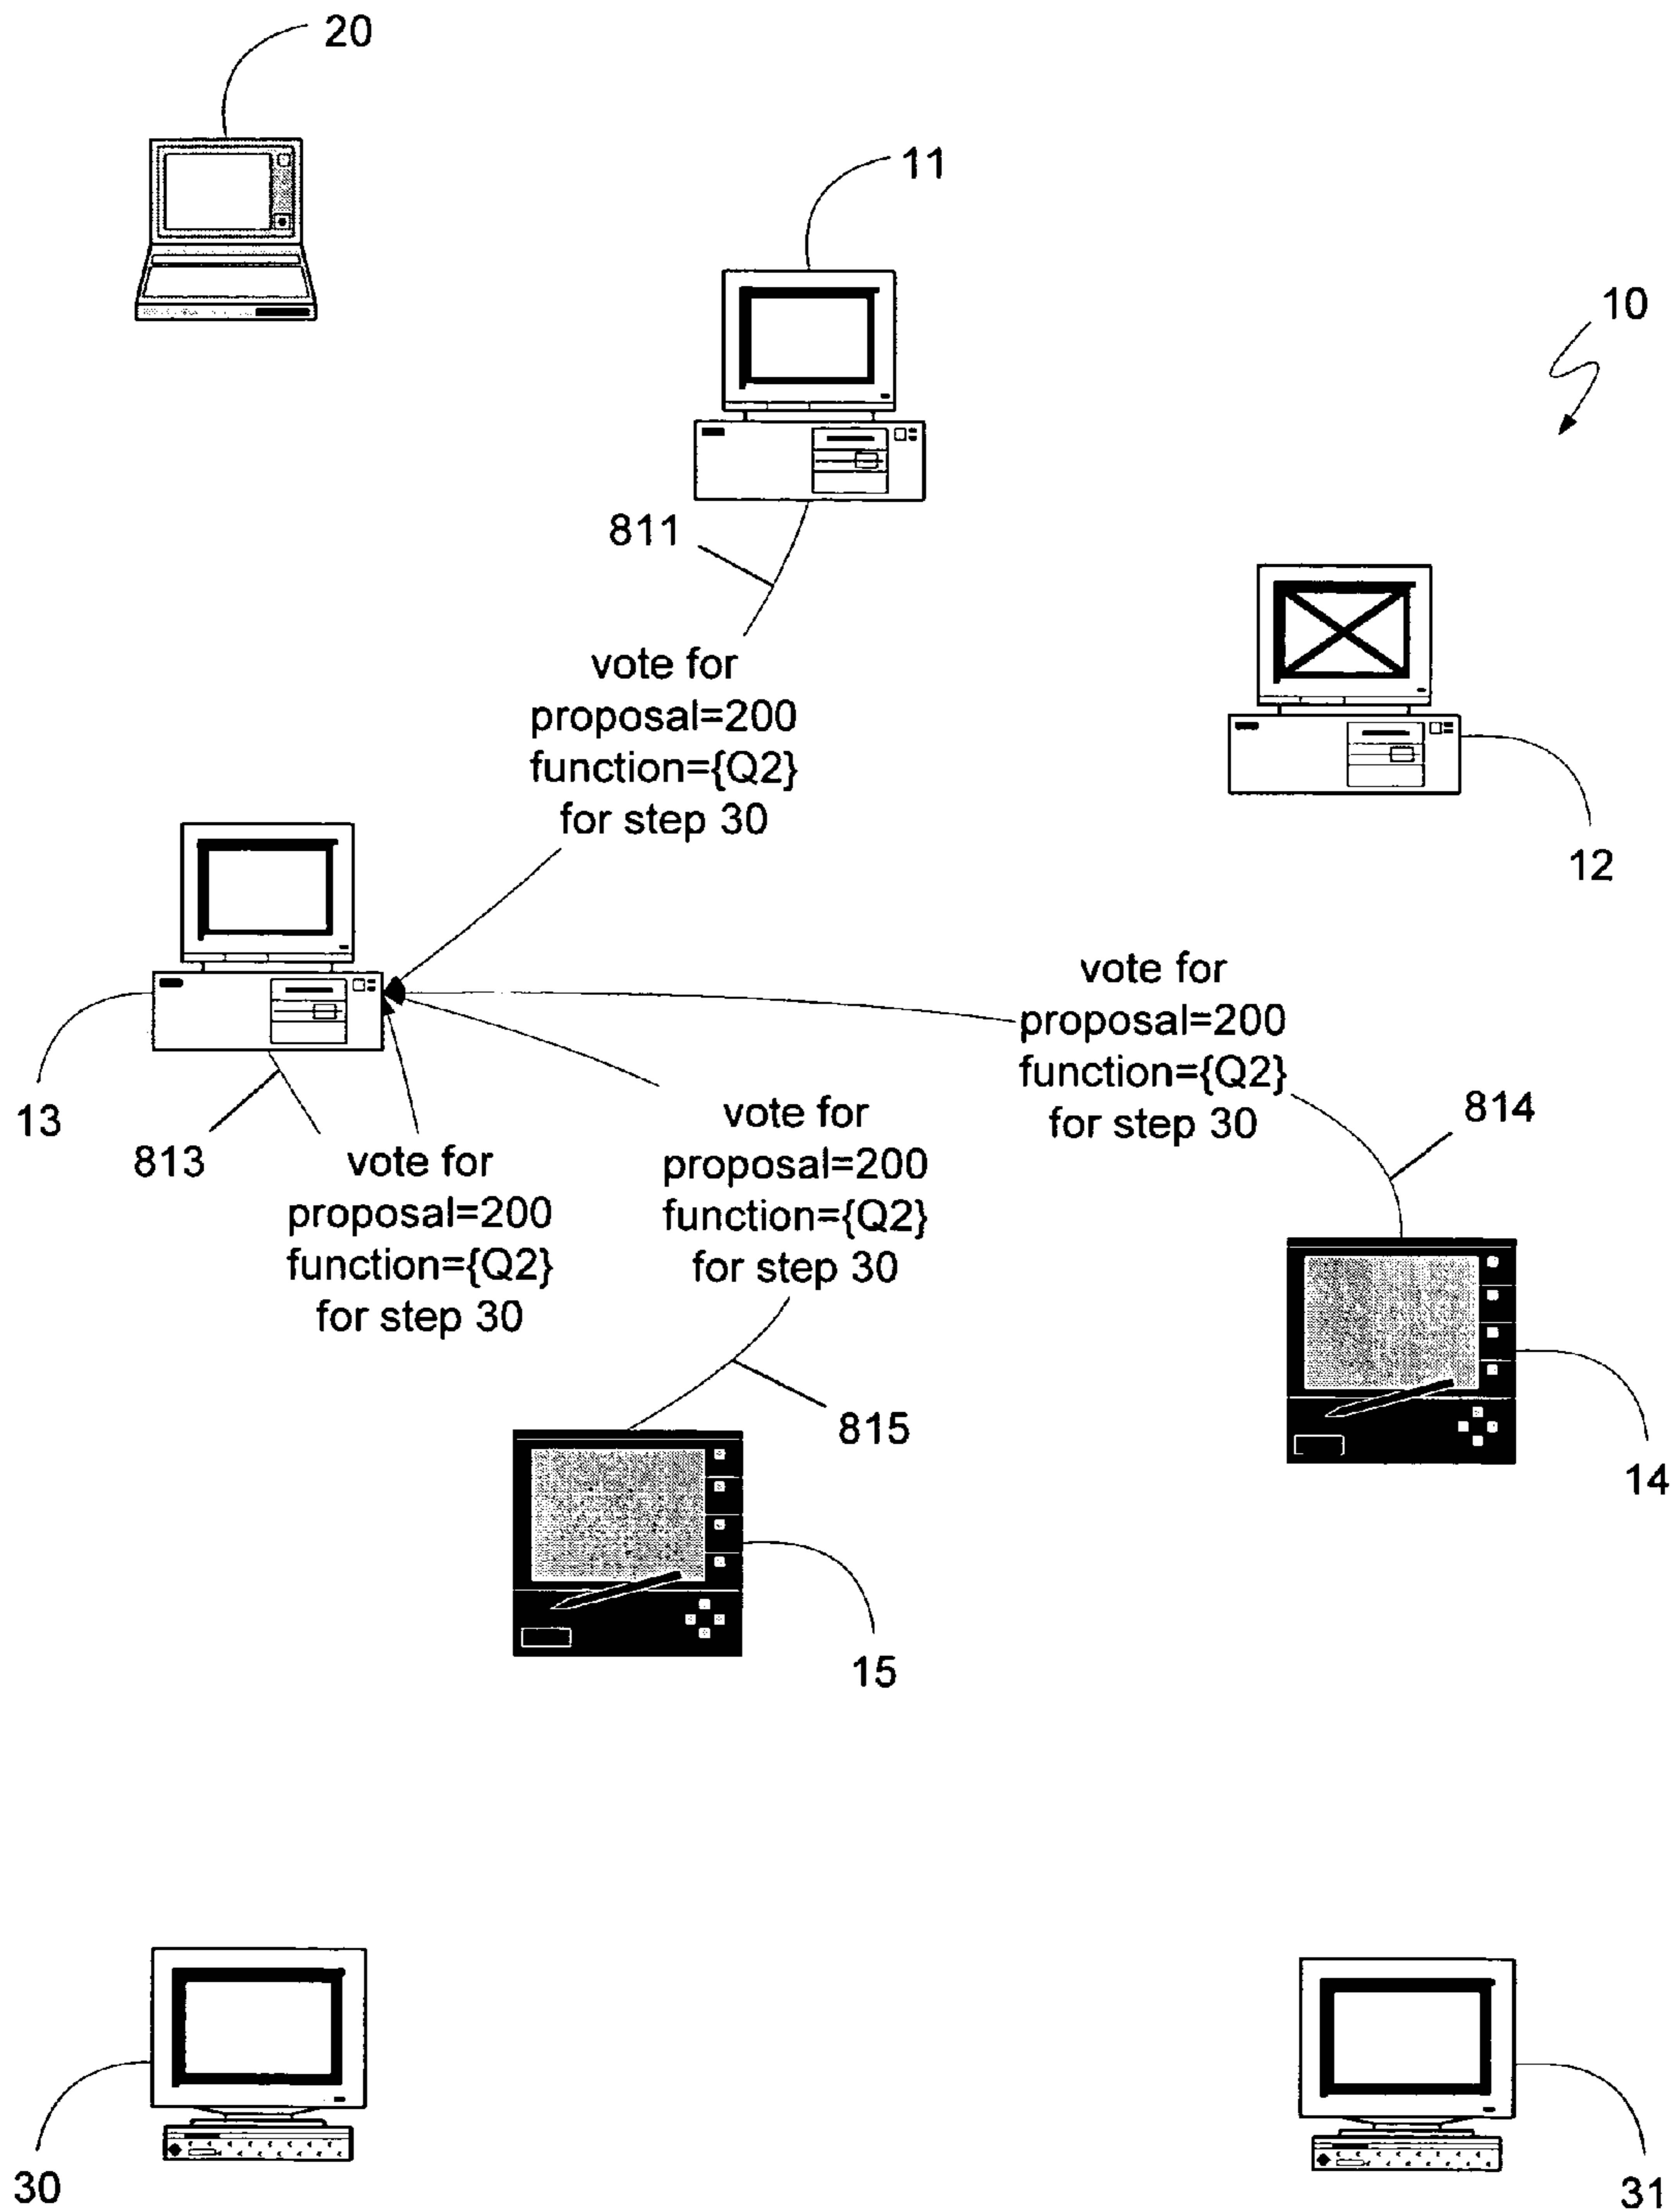 20
11
10
811
vote for
proposal=200
function={Q2}
for step 30
12
vote for
proposal=200
function={Q2}
for step 30
814
13
813
vote for
proposal=200
function={Q2}
for step 30
vote for
proposal=200
function={Q2}
for step 30
815
14
15
30
31